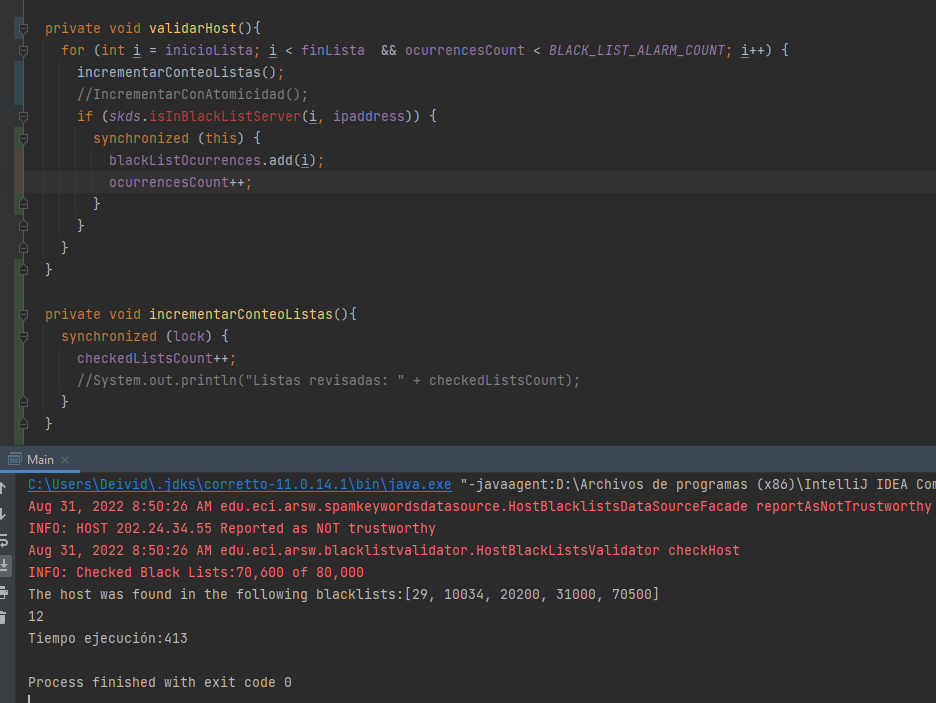 private void validarHost(){
for (int i = inicioLista; i < finLista  && ocurrencesCount < BLACK_LIST_ALARM_COUNT; i++) {
incrementarConteoListas();
//IncrementarConAtomicidad();
if (skds.isInBlackListServer(i, ipaddress)) {
synchronized (this) {
blackListOcurrences.add(i);
ocurrencesCount++;
}
}
}
}
private void incrementarConteoListas(){
synchronized (lock) {
checkedListsCount++;
//System.out.println("Listas revisadas: " + checkedListsCount);
}
}
Main
C:\Users\Deivid\.jdks\corretto-11.0.14.1\bin\java.exe "-javaagent:D:\Archivos de programas (x86)\IntelliJ IDEA Com
Aug 31, 2022 8:50:26 AM edu.eci.arsw.spamkeywordsdatasource.HostBlacklistsDataSourceFacade reportAsNotTrustworthy
INFO: HOST 202.24.34.55 Reported as NOT trustworthy
Aug 31, 2022 8:50:26 AM edu.eci.arsw.blacklistvalidator.HostBlackListsValidator checkHost
INFO: Checked Black Lists:70,600 of 80,000
The host was found in the following blacklists:[29, 10034, 20200, 31000, 70500]
12
Tiempo ejecución:413
Process finished with exit code 0